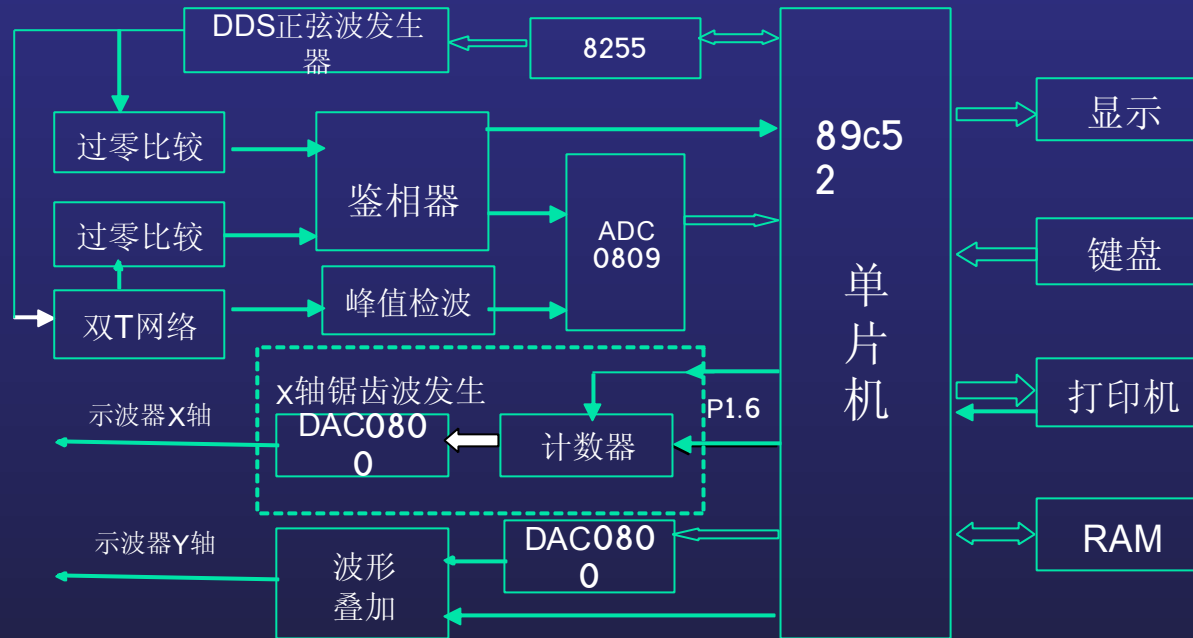 DDS正弦波发生
器
8255
过零比较
鉴相器
89c5
2
单
片
机
显示
过零比较
ADC
0809
键盘
双T网络
峰值检波
X轴锯齿波发生
P1.6
打印机
示波器X轴
DAC080
0
计数器
示波器Y轴
波形
叠加
DAC080
0
RAM